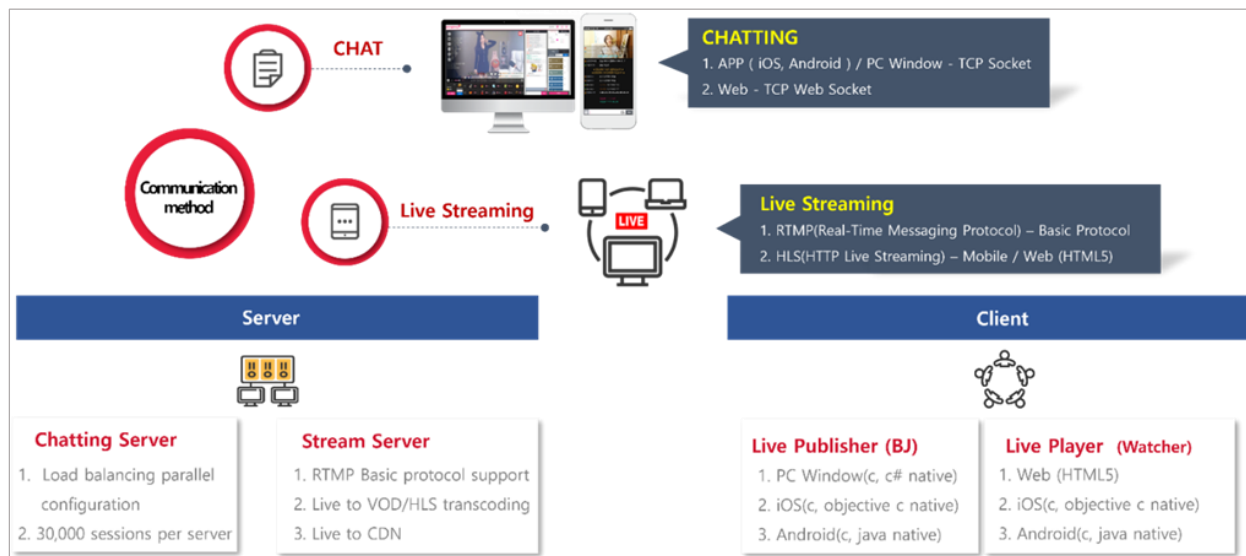 CHAT
CHATTING
1. APP ( iOS, Android ) / PC Window - TCP Socket
2. Web - TCP Web Socket
Communication
method
Live Streaming
LIVE
Live Streaming
1. RTMP(Real-Time Messaging Protocol) – Basic Protocol
2. HLS(HTTP Live Streaming) – Mobile / Web (HTML5)
Server
Client
Chatting Server
1. Load balancing parallel
configuration
2. 30,000 sessions per server
Stream Server
1. RTMP Basic protocol support
2. Live to VOD/HLS transcoding
3. Live to CDN
Live Publisher (BJ)
1. PC Window(c, c# native)
2. iOS(c, objective c native)
3. Android(c, java native)
Live Player (Watcher)
1. Web (HTML5)
2. iOS(c, objective c native)
3. Android(c, java native)